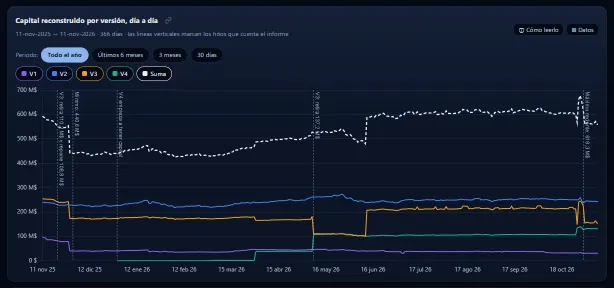 Capital reconstruido por versión, día a día
11-nov-2025 → 11-nov-2026 · 366 días · las líneas verticales marcan los hitos que cuenta el informe
Cómo leerlo
Datos
Periodo:
Todo el año
Últimos 6 meses
3 meses
30 días
V1
V2
V3
V4
Suma
700 M$
600 M$
500 M$
400 M$
300 M$
200 M$
100 M$
0 $
11 nov 25
12 dic 25
12 ene 26
12 feb 26
15 mar 26
15 abr 26
16 may 26
16 jun 26
17 jul 26
17 ago 26
17 sep 26
18 oct 26